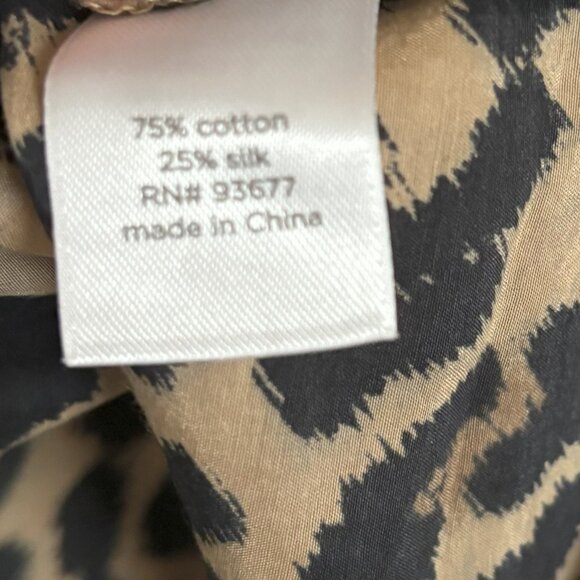 75% cotton
25% silk
RN# 93677
made in China